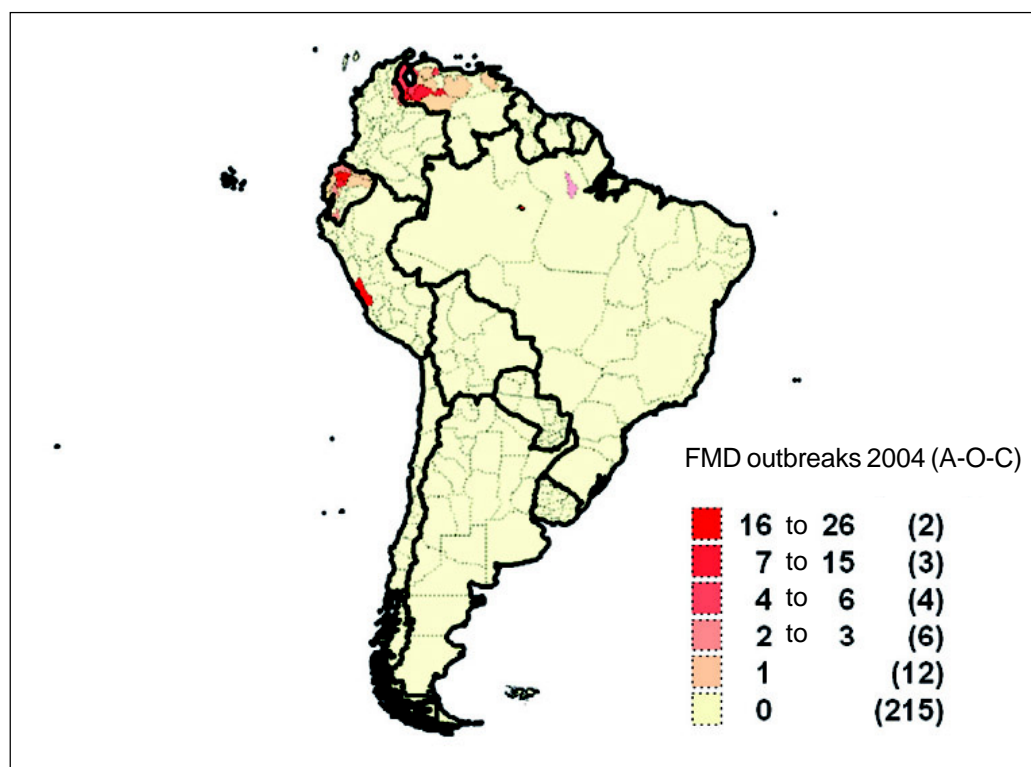 FMD outbreaks 2004 (A-O-C)
16 to 26 (2)
7 to 15 (3)
4 to 6 (4)
2 to 3 (6)
1 (12)
0 (215)